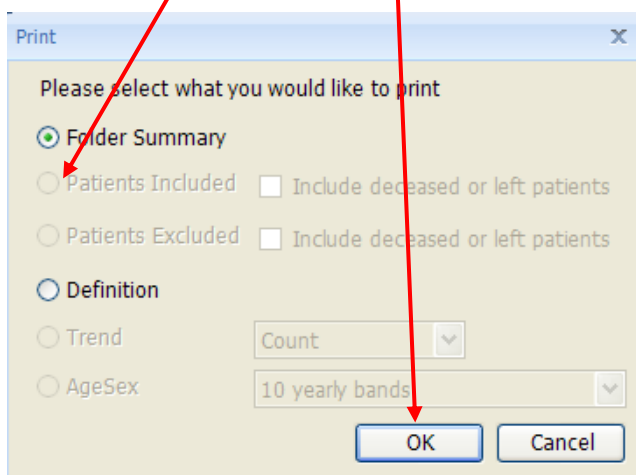 Print
Please select what you would like to print
Folder Summary
Patients Included Include deceased or left patients
Patients Excluded Include deceased or left patients
Definition
Trend Count
AgeSex 10 yearly bands
OK Cancel